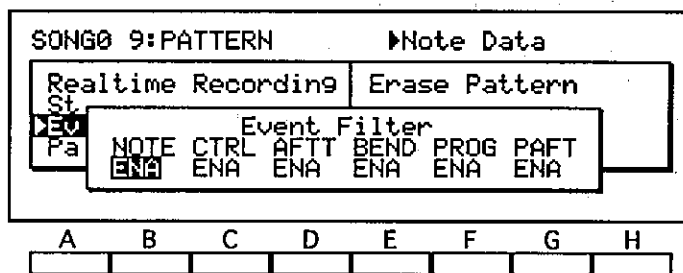 SONG0 9:PATTERN ▶Note Data
Realtime Recording Erase Pattern
St
▶Ev Event Filter
Pa NOTE CTRL AFTT BEND PROG PAFT
ENA ENA ENA ENA ENA ENA
A B C D E F G H